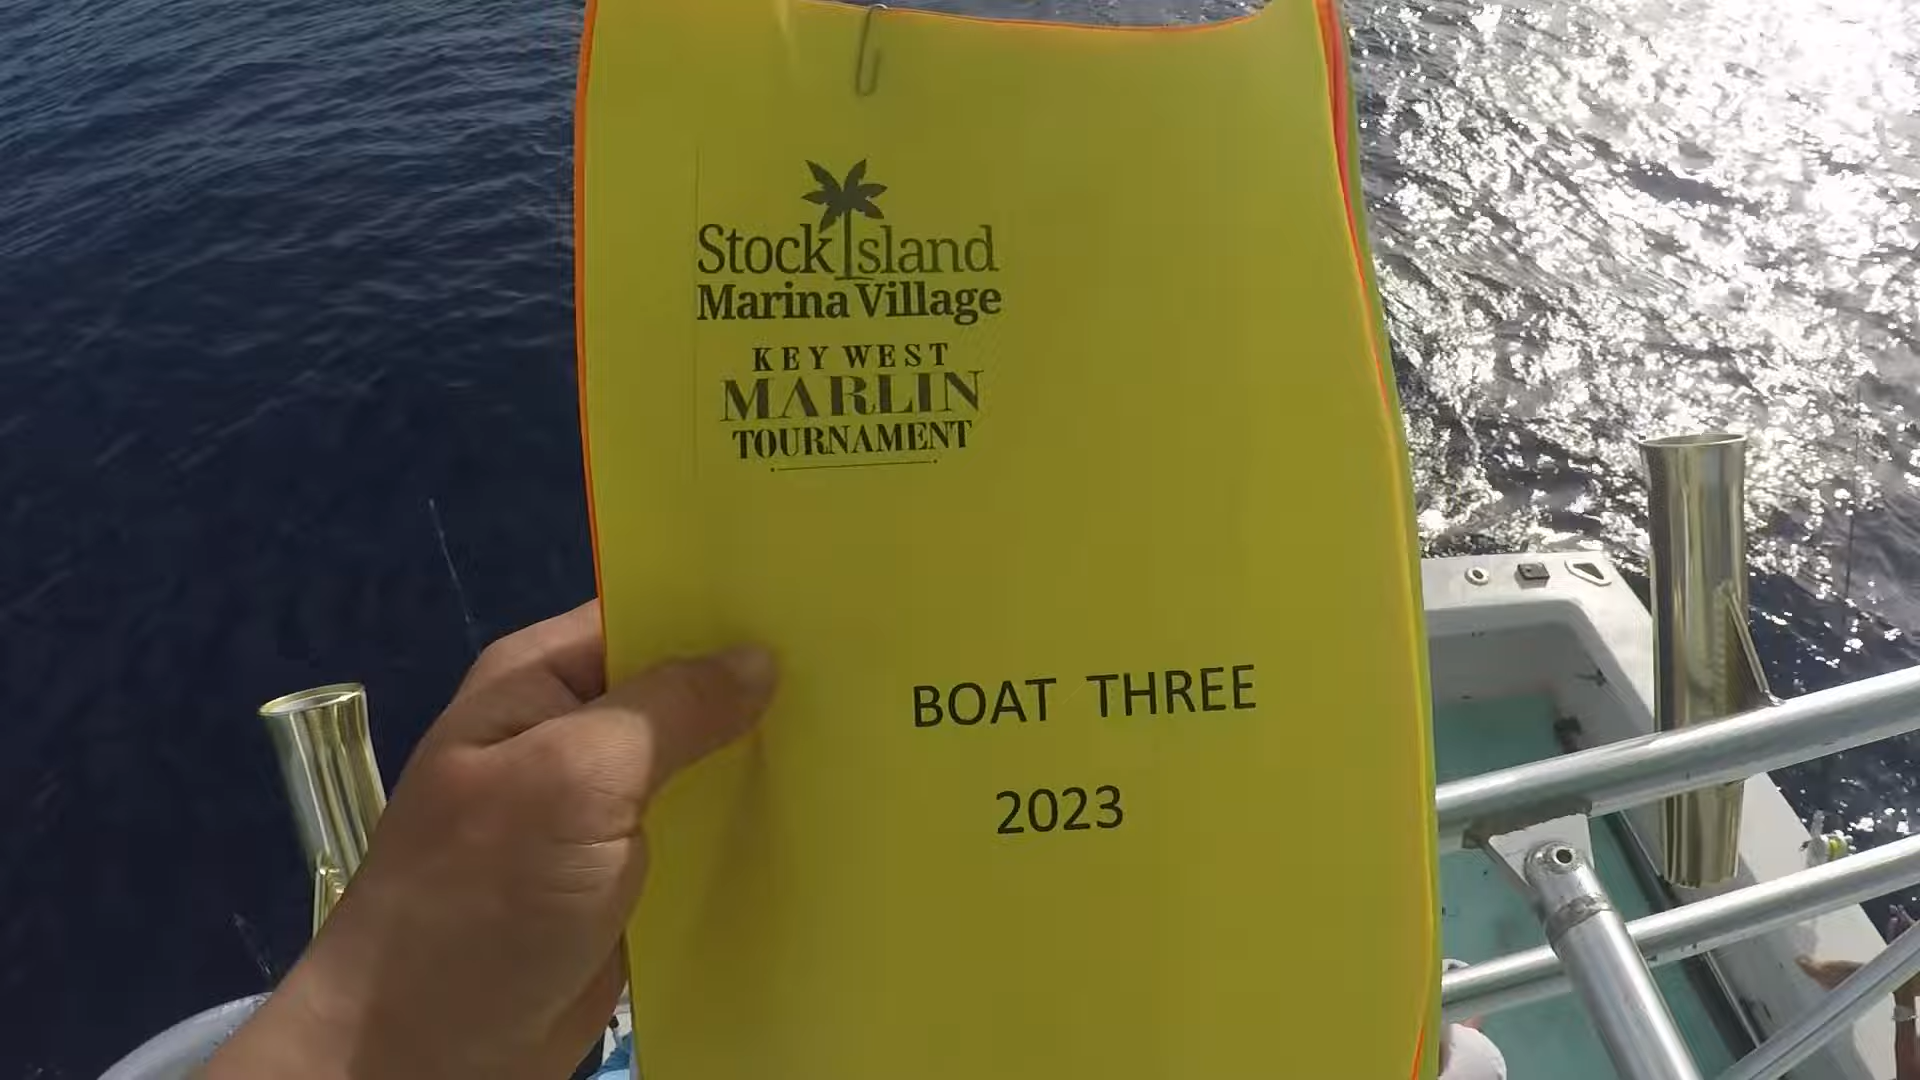 Stock Island
Marina Village
KEY WEST
MARLIN
TOURNAMENT
BOAT THREE
2023